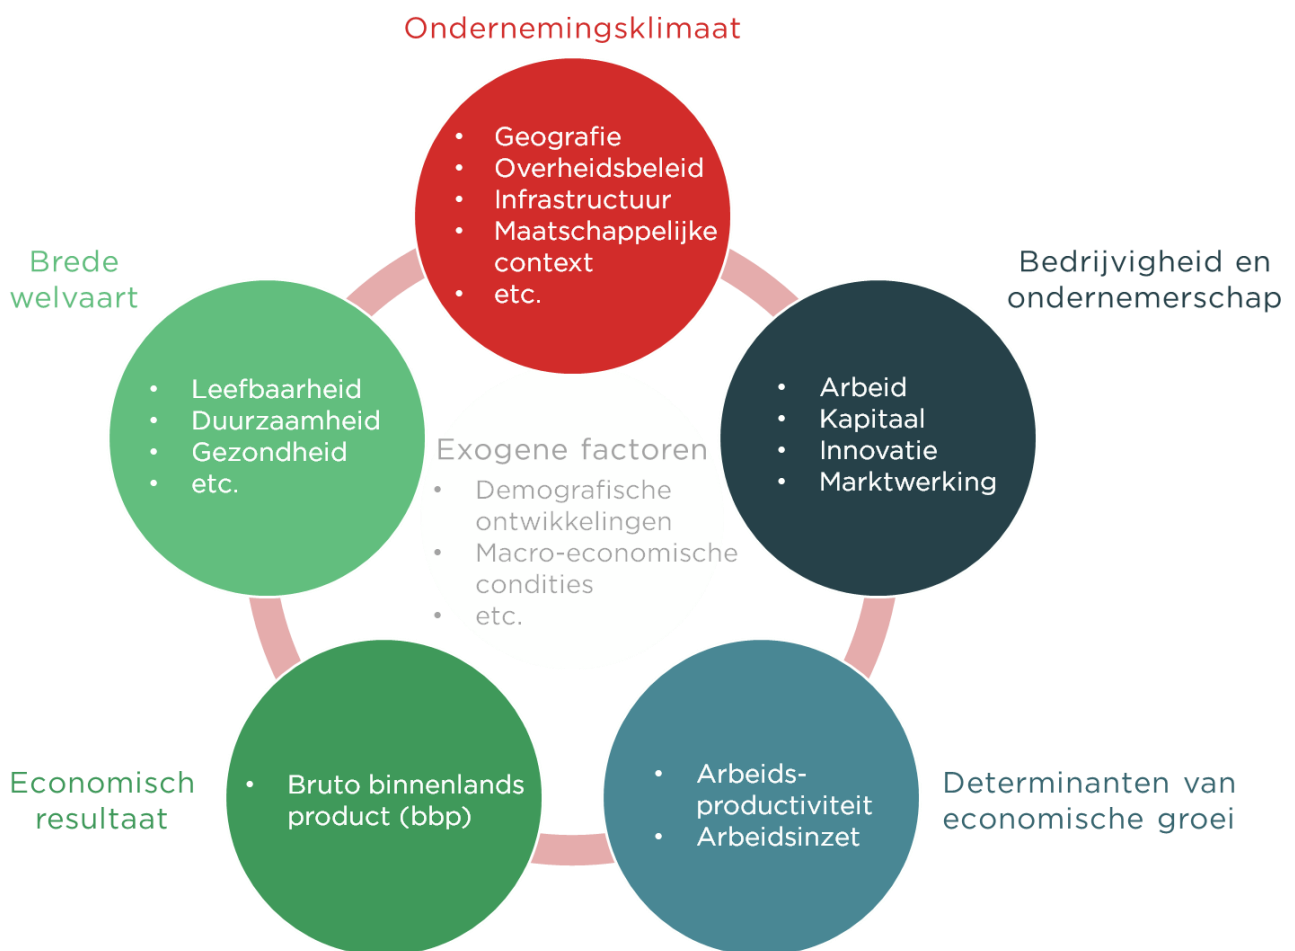 Ondernemingsklimaat
• Geografie
• Overheidsbeleid
• Infrastructuur
• Maatschappelijke
context
• etc.
Brede
welvaart
• Leefbaarheid
• Duurzaamheid
• Gezondheid
• etc.
Bedrijvigheid en
ondernemerschap
• Arbeid
• Kapitaal
• Innovatie
• Marktwerking
Exogene factoren
• Demografische
ontwikkelingen
• Macro-economische
condities
• etc.
Economisch
resultaat
• Bruto binnenlands
product (bbp)
• Arbeids-
productiviteit
• Arbeidsinzet
Determinanten van
economische groei